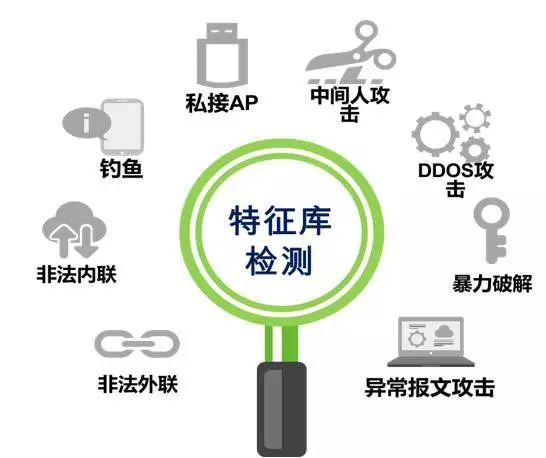 私接AP
中间人攻
击
钓鱼
DDOS攻
击
特征库
检测
非法内联
暴力破解
非法外联
异常报文攻击